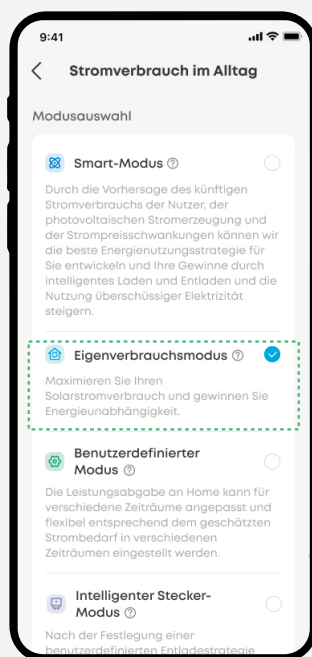 9:41
Stromverbrauch im Alltag
Modusauswahl
Smart-Modus ?
Durch die Vorhersage des künftigen
Stromverbrauchs der Nutzer, der
photovoltaischen Stromerzeugung und
der Strompreisschwankungen können wir
die beste Energienutzungsstrategie für
Sie entwickeln und Ihre Gewinne durch
intelligentes Laden und Entladen und die
Nutzung überschüssiger Elektrizität
steigern.
Eigenverbrauchsmodus ?
Maximieren Sie Ihren
Solarstromverbrauch und gewinnen Sie
Energieunabhängigkeit.
Benutzerdefinierter
Modus ?
Die Leistungsabgabe an Home kann für
verschiedene Zeiträume angepasst und
flexibel entsprechend dem geschätzten
Strombedarf in verschiedenen
Zeiträumen eingestellt werden.
Intelligenter Stecker-
Modus ?
Nach der Festlegung einer
benutzerdefinierten Entladestrategie